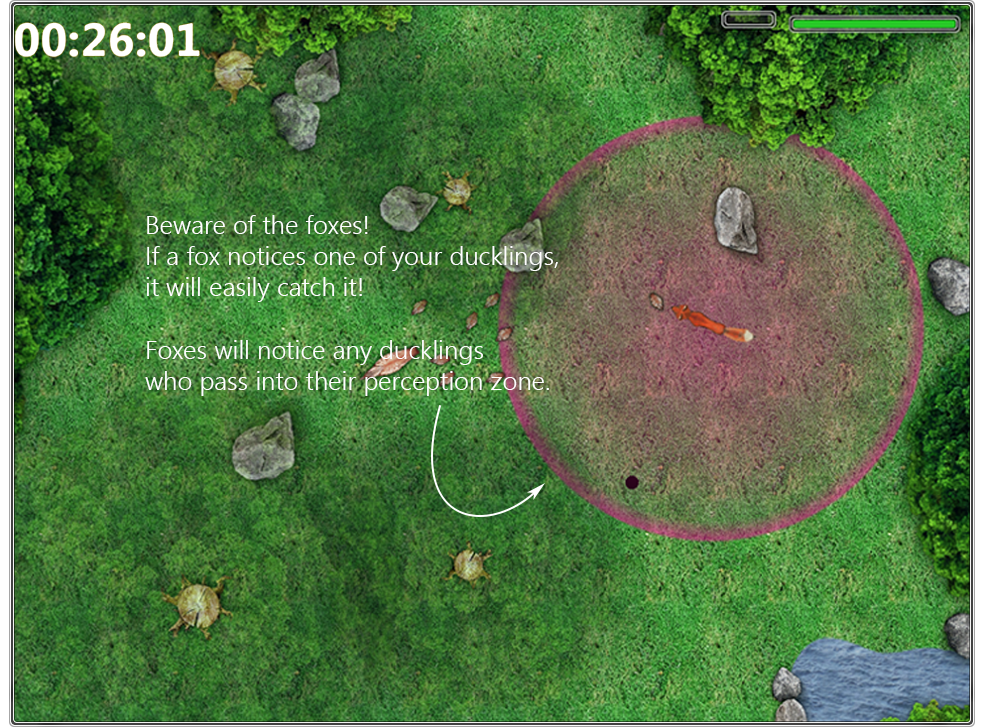 00:26:01
Beware of the foxes!
If a fox notices one of your ducklings,
it will easily catch it!
Foxes will notice any ducklings
who pass into their perception zone.